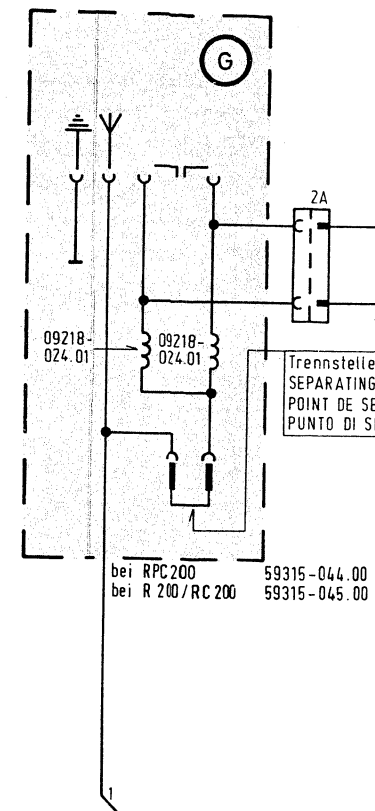 G
2A
09218-
024.01
09218-
024.01
Trennstelle
SEPARATING
POINT DE SE
PUNTO DI S
bei RPC200 59315-044.00
bei R 200/RC 200 59315-045.00
1